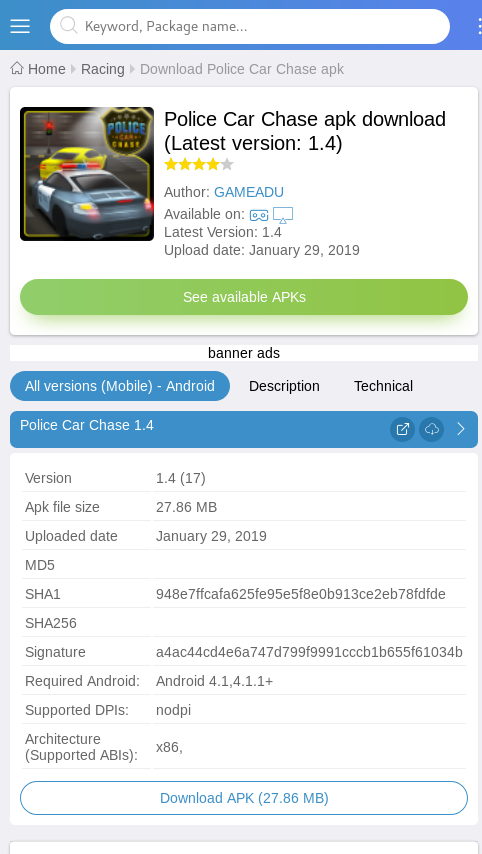 Keyword, Package name...
Home Racing Download Police Car Chase apk
POLICE
CAR
CHASE
Police Car Chase apk download
(Latest version: 1.4)
Author: GAMEADU
Available on:
Latest Version: 1.4
Upload date: January 29, 2019
See available APKs
banner ads
All versions (Mobile) - Android Description Technical
Police Car Chase 1.4
Version 1.4 (17)
Apk file size 27.86 MB
Uploaded date January 29, 2019
MD5
SHA1 948e7ffcafa625fe95e5f8e0b913ce2eb78fdfde
SHA256
Signature a4ac44cd4e6a747d799f9991cccb1b655f61034b
Required Android: Android 4.1,4.1.1+
Supported DPIs: nodpi
Architecture
(Supported ABIs): x86,
Download APK (27.86 MB)